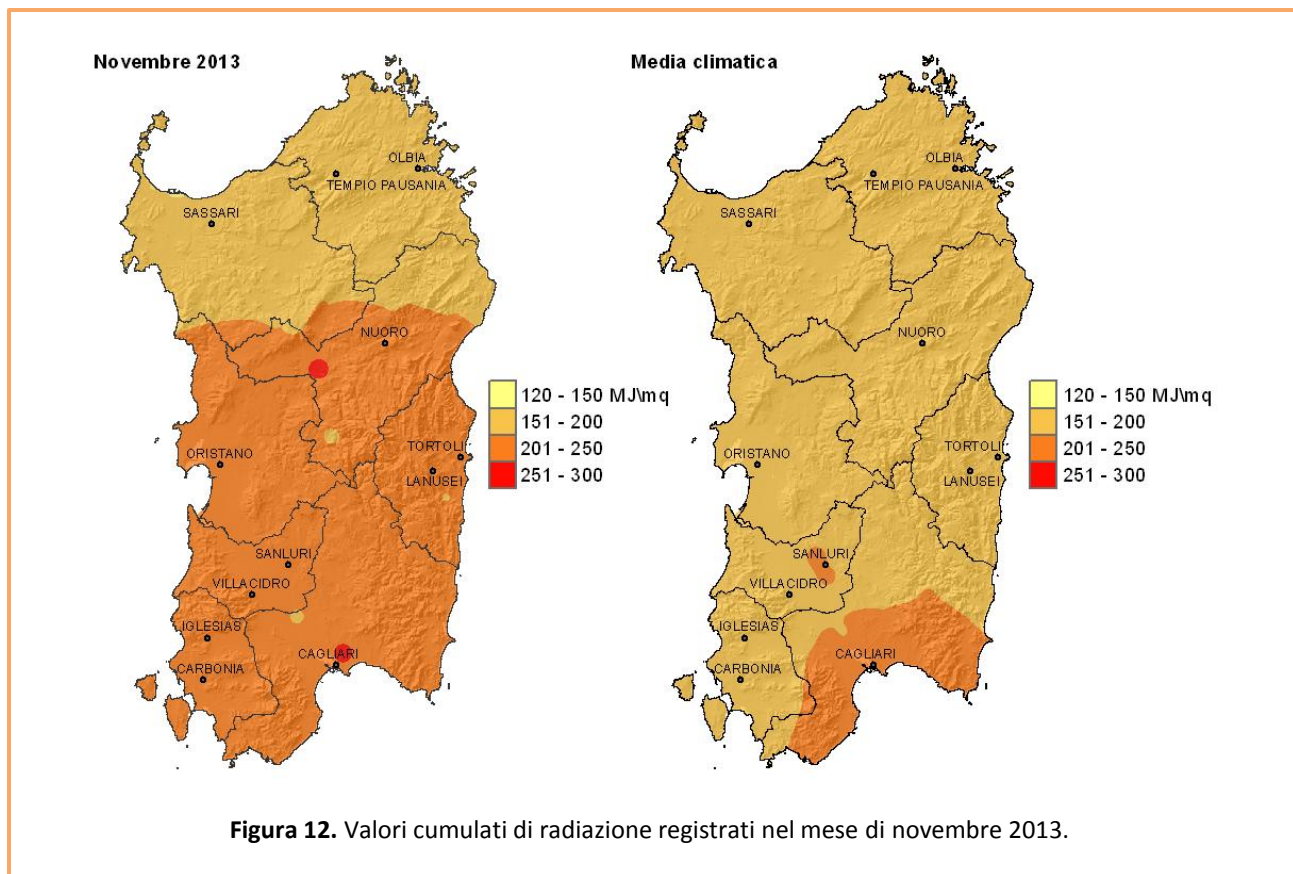 Novembre 2013
OLBIA
TEMPIO PAUSANIA
SASSARI
NUORO
ORISTANO
TORTOLI
LANUSEI
SANLURI
VILLACIDRO
IGLESIAS
CARBONIA
CAGLIARI
120 - 150 MJ\mq
151 - 200
201 - 250
251 - 300
Media climatica
OLBIA
TEMPIO PAUSANIA
SASSARI
NUORO
ORISTANO
TORTOLI
LANUSEI
SANLURI
VILLACIDRO
IGLESIAS
CARBONIA
CAGLIARI
120 - 150 MJ\mq
151 - 200
201 - 250
251 - 300
Figura 12. Valori cumulati di radiazione registrati nel mese di novembre 2013.